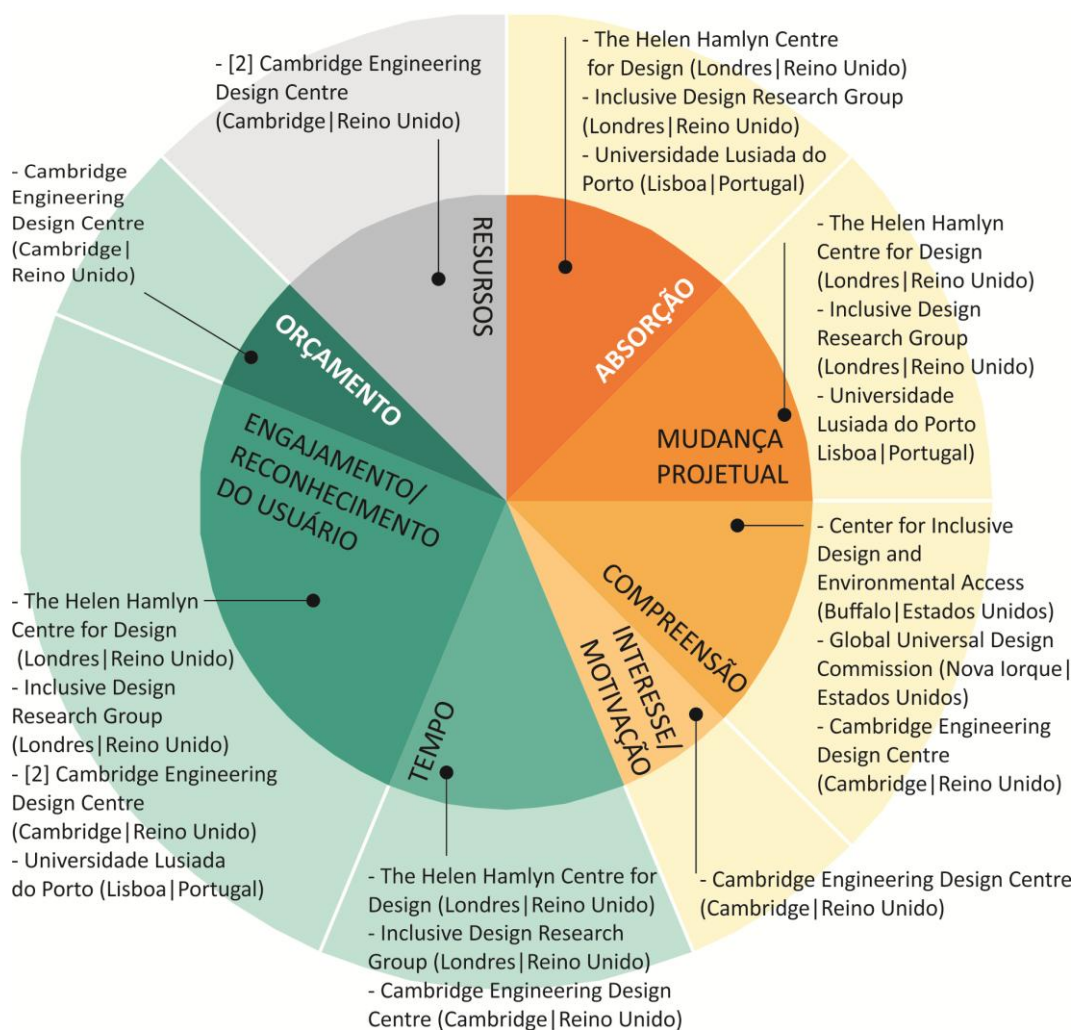 - [2] Cambridge Engineering
Design Centre
(Cambridge|Reino Unido)
RESURSOS
- The Helen Hamlyn Centre
for Design (Londres|Reino Unido)
- Inclusive Design Research Group
(Londres|Reino Unido)
- Universidade Lusiada do
Porto (Lisboa|Portugal)
ABSORÇÃO
- The Helen Hamlyn
Centre for Design
(Londres|Reino Unido)
- Inclusive Design
Research Group
(Londres|Reino Unido)
- Universidade
Lusiada do Porto
Lisboa|Portugal)
MUDANÇA
PROJETUAL
- Center for Inclusive
Design and
Environmental Access
(Buffalo|Estados Unidos)
- Global Universal Design
Commission (Nova Iorque|
Estados Unidos)
- Cambridge Engineering
Design Centre
(Cambridge|Reino Unido)
COMPREENSÃO
INTERESSE/
MOTIVAÇÃO
- Cambridge Engineering Design Centre
(Cambridge|Reino Unido)
TEMPO
- The Helen Hamlyn Centre for
Design (Londres|Reino Unido)
- Inclusive Design Research
Group (Londres|Reino Unido)
- Cambridge Engineering Design
Centre (Cambridge|Reino Unido)
ENGAJAMENTO/
RECONHECIMENTO
DO USUÁRIO
- The Helen Hamlyn
Centre for Design
(Londres|Reino Unido)
- Inclusive Design
Research Group
(Londres|Reino Unido)
- [2] Cambridge Engineering
Design Centre
(Cambridge|Reino Unido)
- Universidade Lusiada
do Porto (Lisboa|Portugal)
ORÇAMENTO
- Cambridge
Engineering
Design Centre
(Cambridge|
Reino Unido)